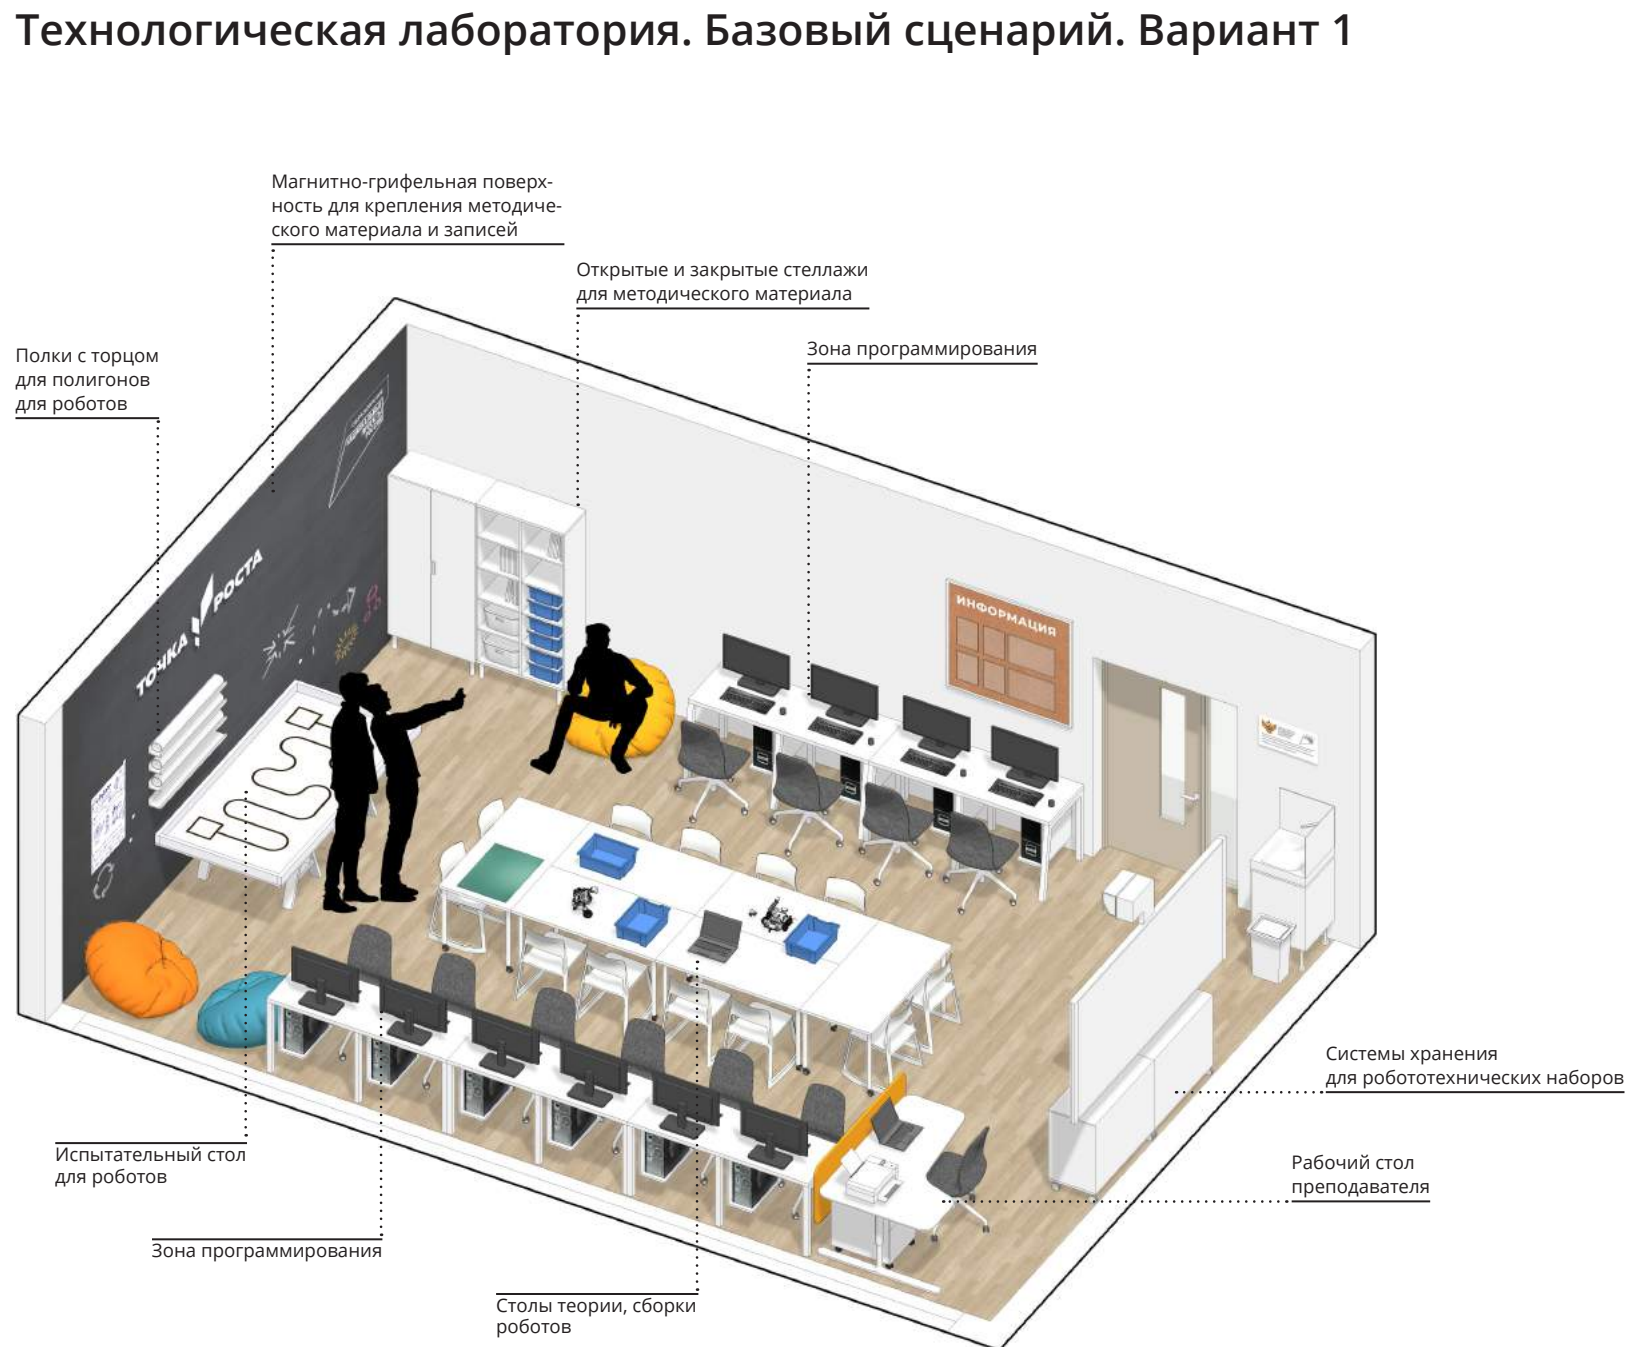 Технологическая лаборатория. Базовый сценарий. Вариант 1
Магнитно-грифельная поверх-
ность для крепления методиче-
ского материала и записей
Открытые и закрытые стеллажи
для методического материала
Зона программирования
Полки с торцом
для полигонов
для роботов
ТОЧКА РОСТА
ИНФОРМАЦИЯ
Системы хранения
для робототехнических наборов
Испытательный стол
для роботов
Рабочий стол
преподавателя
Зона программирования
Столы теории, сборки
роботов